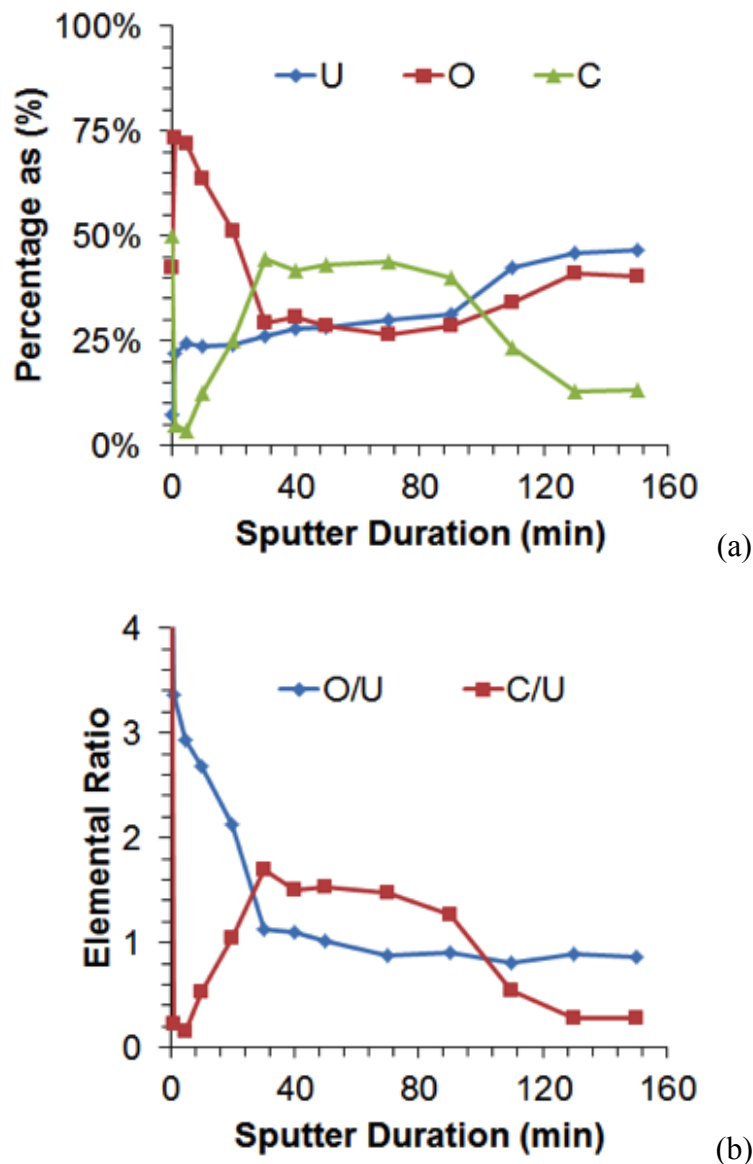 100%
75%
50%
25%
0%
Percentage as (%)
U O C
0 40 80 120 160
Sputter Duration (min)
(a)
4
3
2
1
0
Elemental Ratio
O/U C/U
0 40 80 120 160
Sputter Duration (min)
(b)